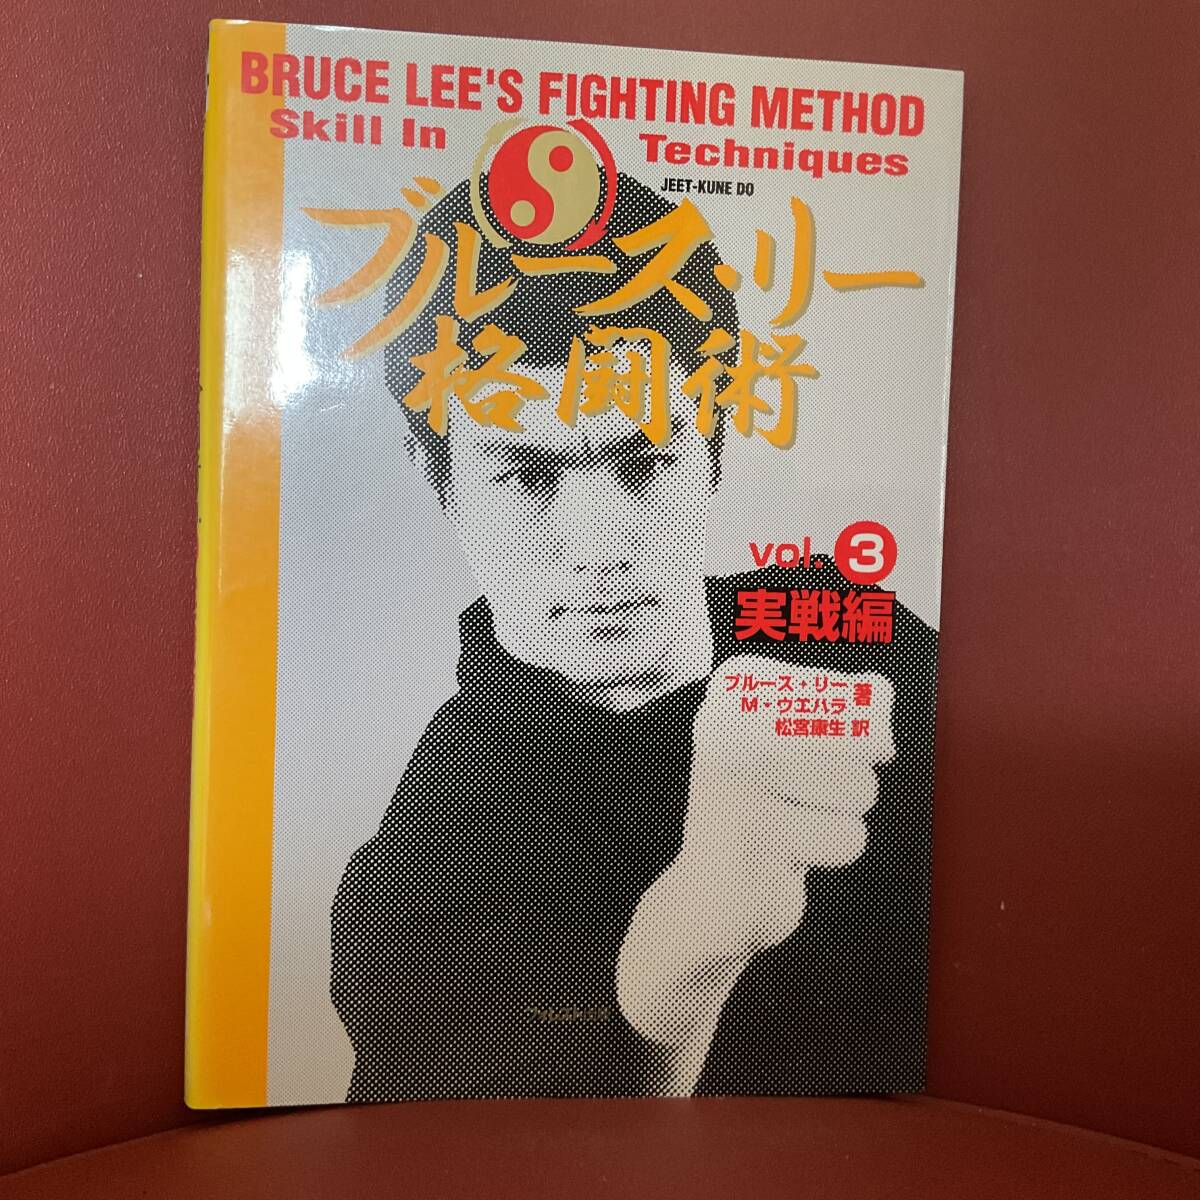 BRUCE LEE'S FIGHTING METHOD
Skill In Techniques
JEET-KUNE DO
ブルース・リー
格闘術
vol. 3
実戦編
ブルース・リー
M・ウエハラ 著
松宮康生 訳